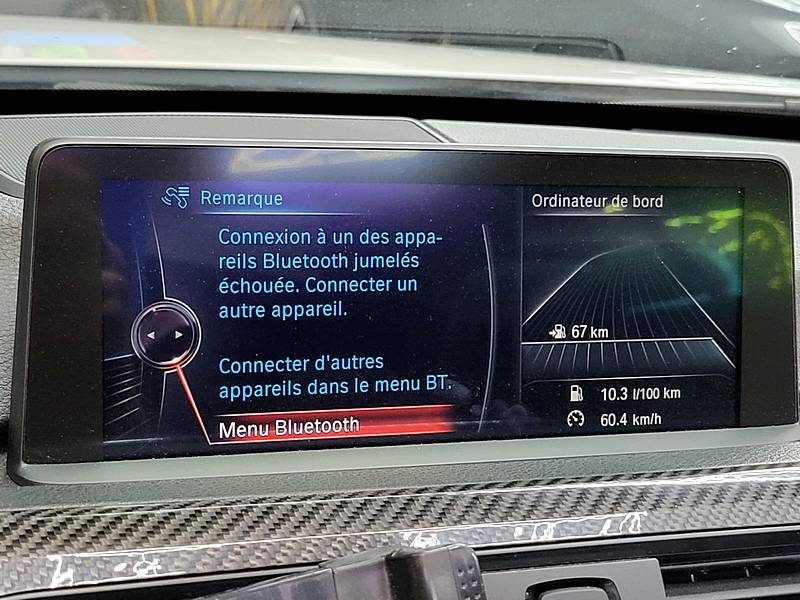 Remarque
Connexion à un des appa-
reils Bluetooth jumelés
échouée. Connecter un
autre appareil.
Connecter d'autres
appareils dans le menu BT.
Menu Bluetooth
Ordinateur de bord
67 km
10.3 l/100 km
60.4 km/h